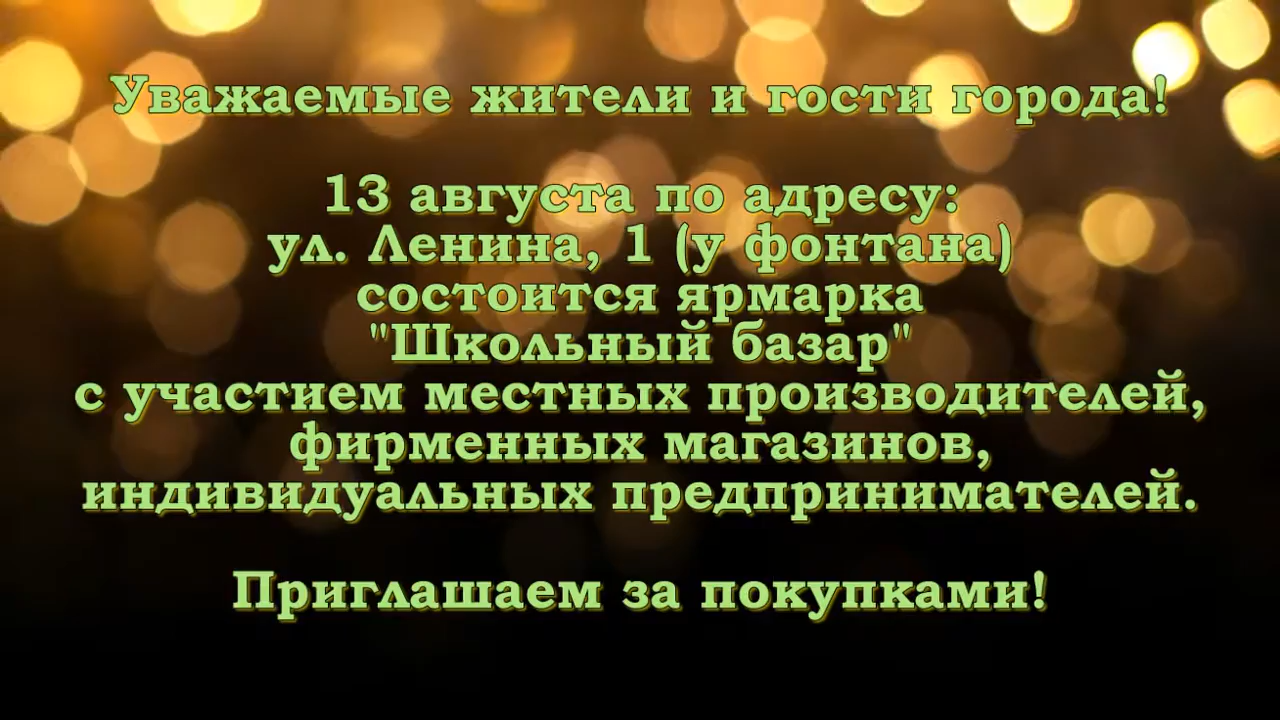 Уважаемые жители и гости города!
13 августа по адресу:
ул. Ленина, 1 (у фонтана)
состоится ярмарка
"Школьный базар"
с участием местных производителей,
фирменных магазинов,
индивидуальных предпринимателей.
Приглашаем за покупками!